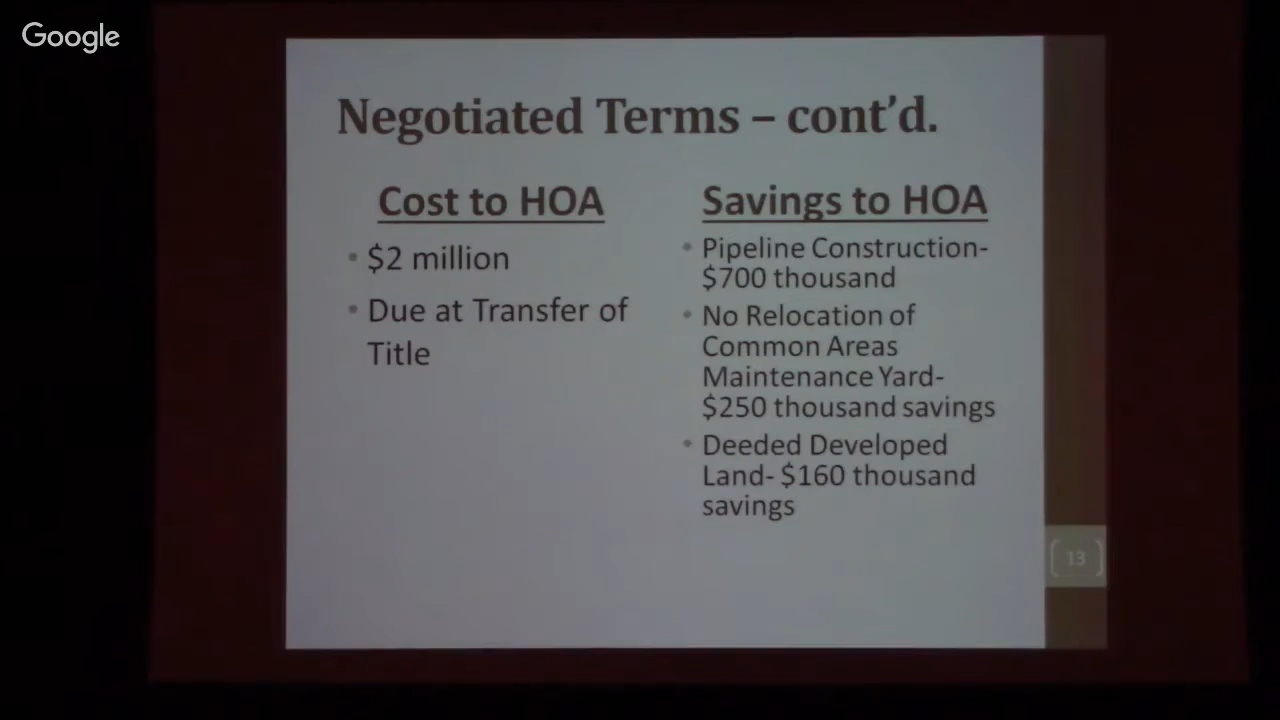 Google
Negotiated Terms – cont’d.
Cost to HOA
• $2 million
• Due at Transfer of
Title
Savings to HOA
• Pipeline Construction-
$700 thousand
• No Relocation of
Common Areas
Maintenance Yard-
$250 thousand savings
• Deeded Developed
Land- $160 thousand
savings
13